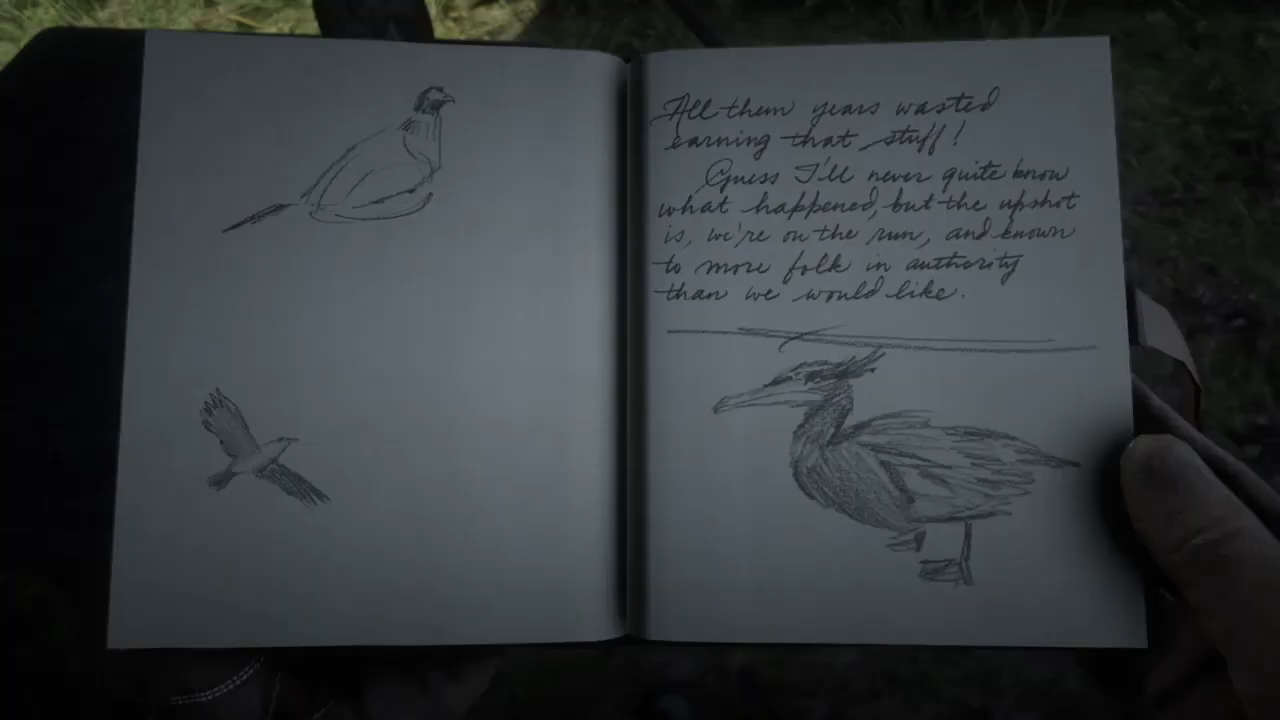 All them years wasted
earning that stuff!
Guess I'll never quite know
what happened, but the upshot
is, we're on the run, and known
to more folk in authority
than we would like.